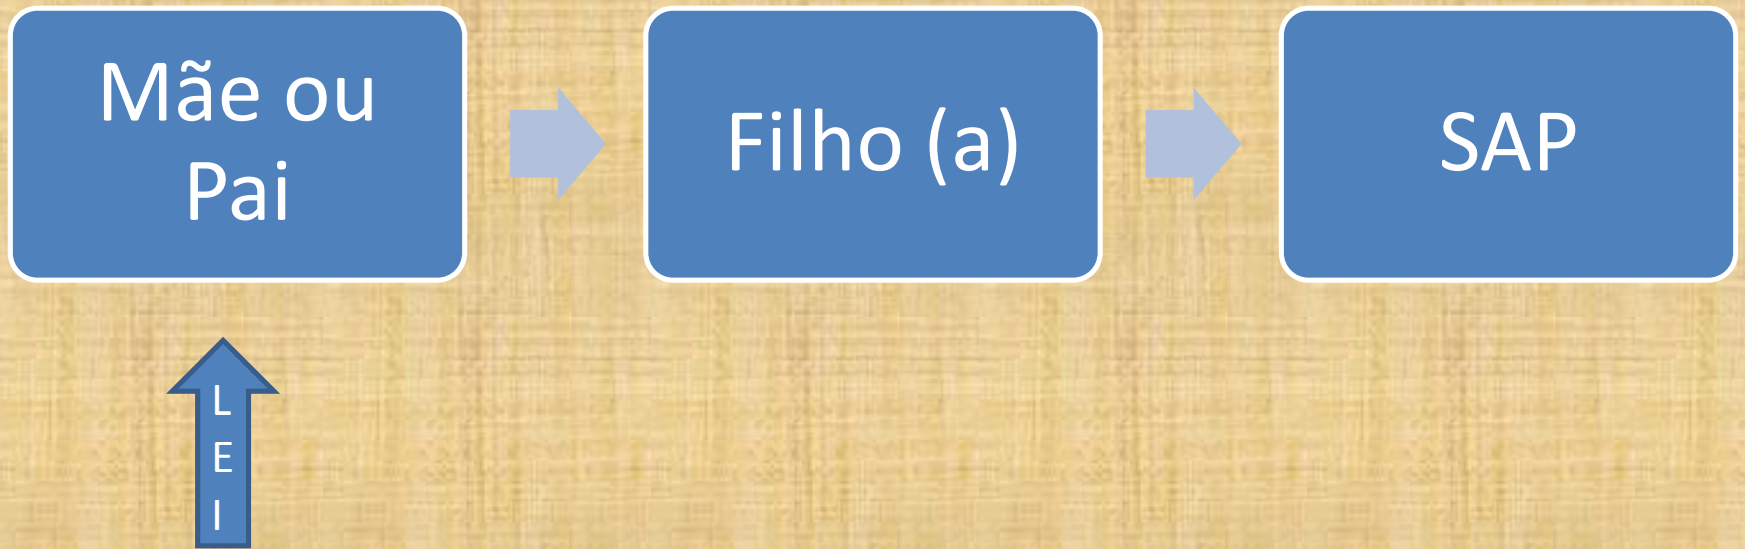 Mãe ou
Pai
Filho (a)
SAP
L
E
I